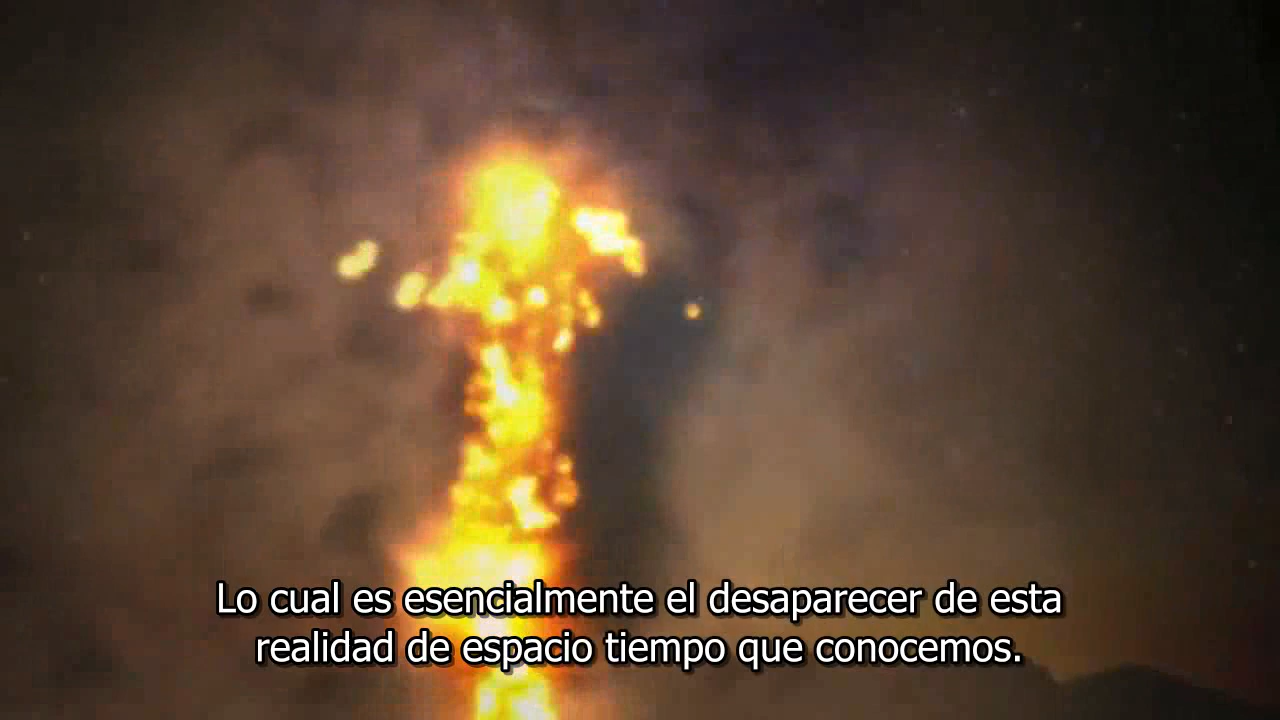 Lo cual es esencialmente el desaparecer de esta
realidad de espacio tiempo que conocemos.